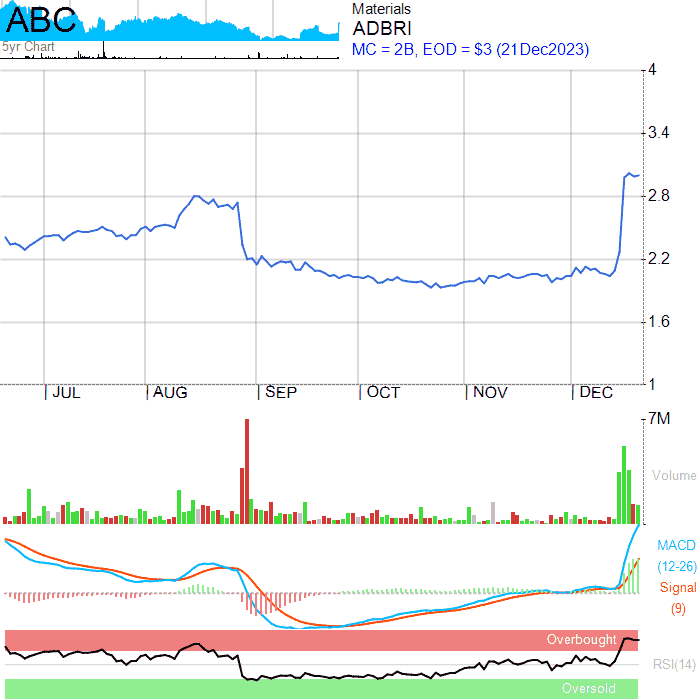 ABC
5yr Chart
Materials
ADBRI
MC = 2B, EOD = $3 (21Dec2023)
4
3.4
2.8
2.2
1.6
1
JUL AUG SEP OCT NOV DEC
7M
Volume
MACD
(12-26)
Signal
(9)
Overbought
RSI(14)
Oversold